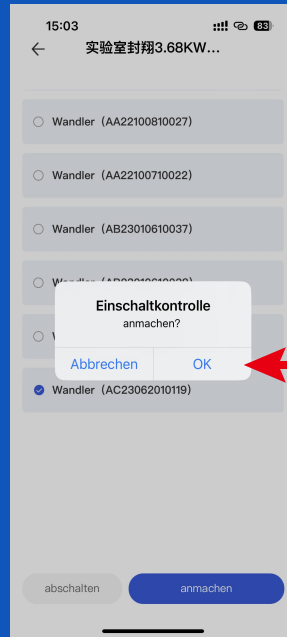 15:03
83
实验室封翔3.68KW...
Wandler (AA22100810027)
Wandler (AA22100710022)
Wandler (AB23010610037)
Einschaltkontrolle
anmachen?
Abbrechen
OK
Wandler (AC23062010119)
abschalten
anmachen